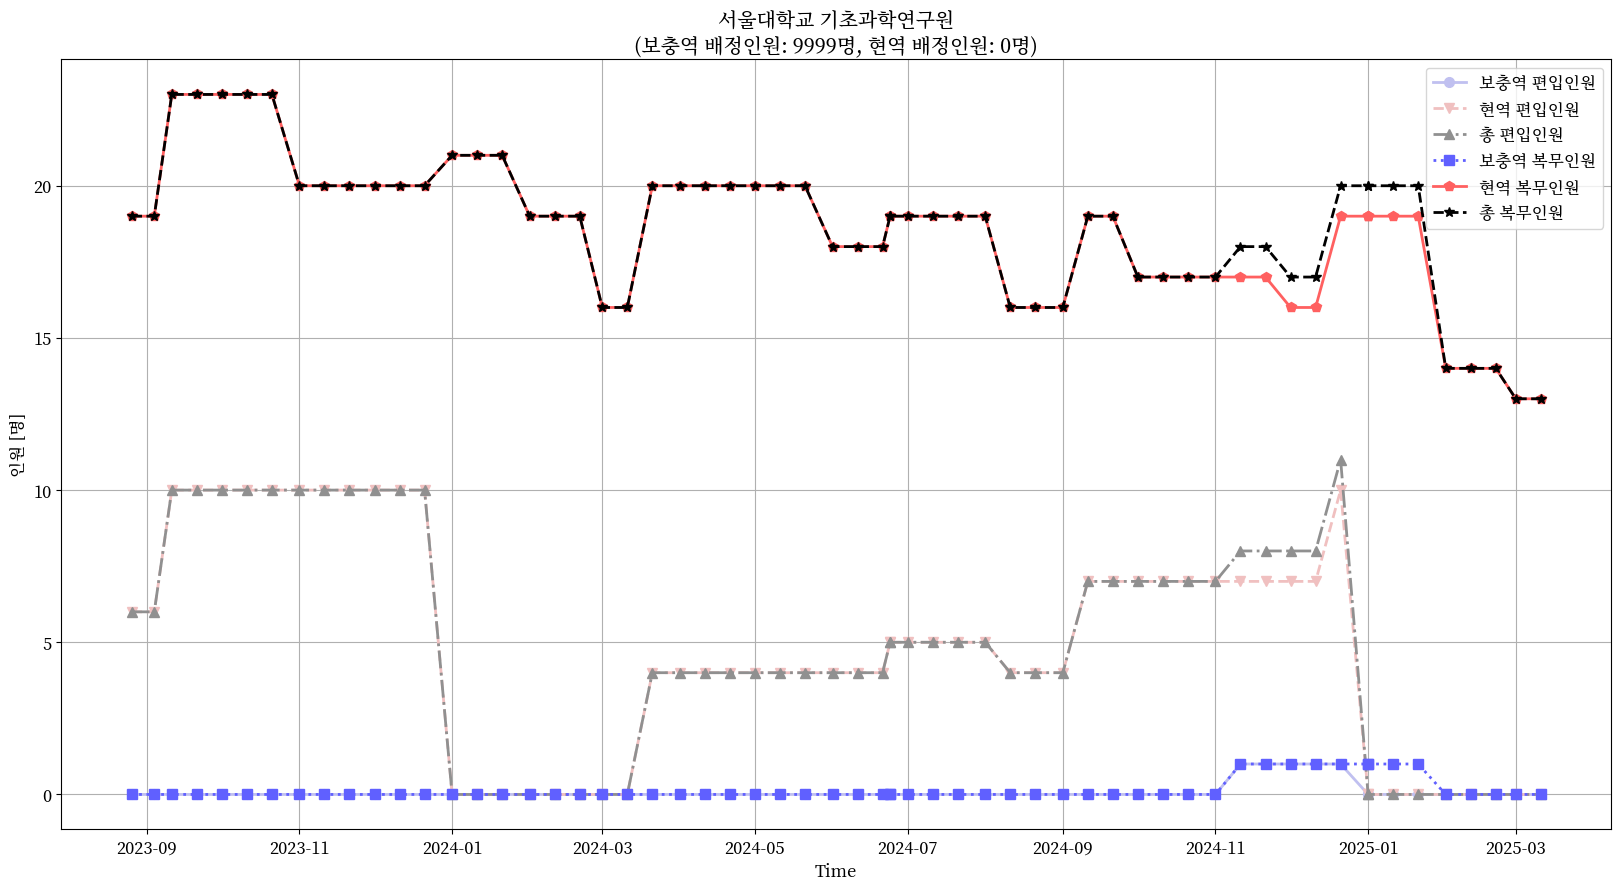 서울대학교 기초과학연구원
(보충역 배정인원: 9999명, 현역 배정인원: 0명)
보충역 편입인원
현역 편입인원
총 편입인원
보충역 복무인원
현역 복무인원
총 복무인원
인원 [명]
20
15
10
5
0
2023-09
2023-11
2024-01
2024-03
2024-05
2024-07
2024-09
2024-11
2025-01
2025-03
Time